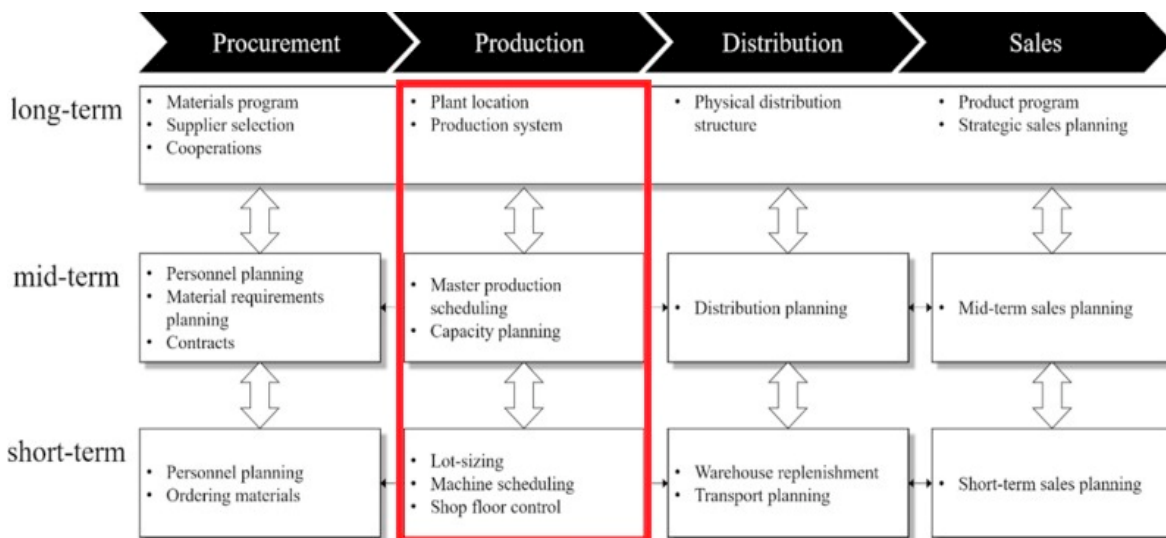 Procurement
Production
Distribution
Sales
long-term
• Materials program
• Supplier selection
• Cooperations
• Plant location
• Production system
• Physical distribution
structure
• Product program
• Strategic sales planning
mid-term
• Personnel planning
• Material requirements
planning
• Contracts
• Master production
scheduling
• Capacity planning
• Distribution planning
• Mid-term sales planning
short-term
• Personnel planning
• Ordering materials
• Lot-sizing
• Machine scheduling
• Shop floor control
• Warehouse replenishment
• Transport planning
• Short-term sales planning